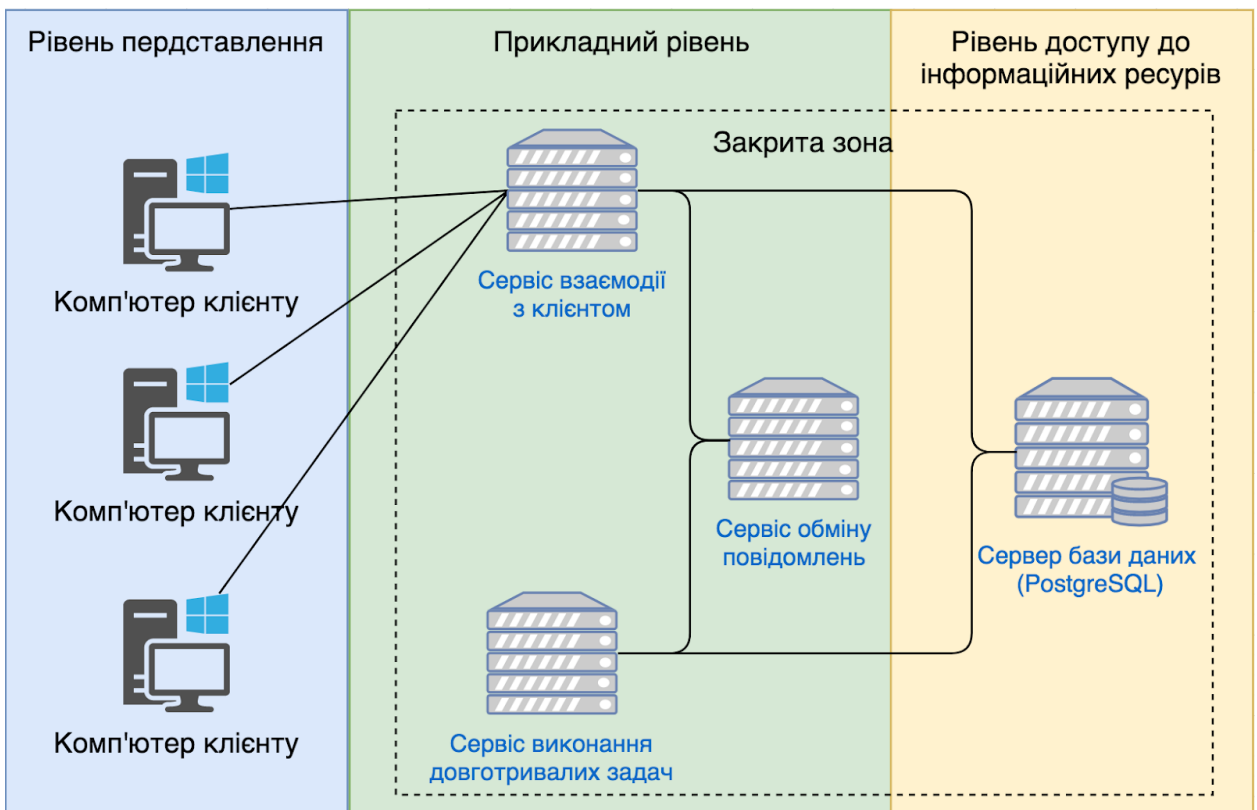 Рівень пердставлення
Прикладний рівень
Рівень доступу до
інформаційних ресурів
Закрита зона
Комп'ютер клієнту
Сервіс взаємодії
з клієнтом
Комп'ютер клієнту
Сервіс обміну
повідомлень
Сервер бази даних
(PostgreSQL)
Комп'ютер клієнту
Сервіс виконання
довготривалих задач